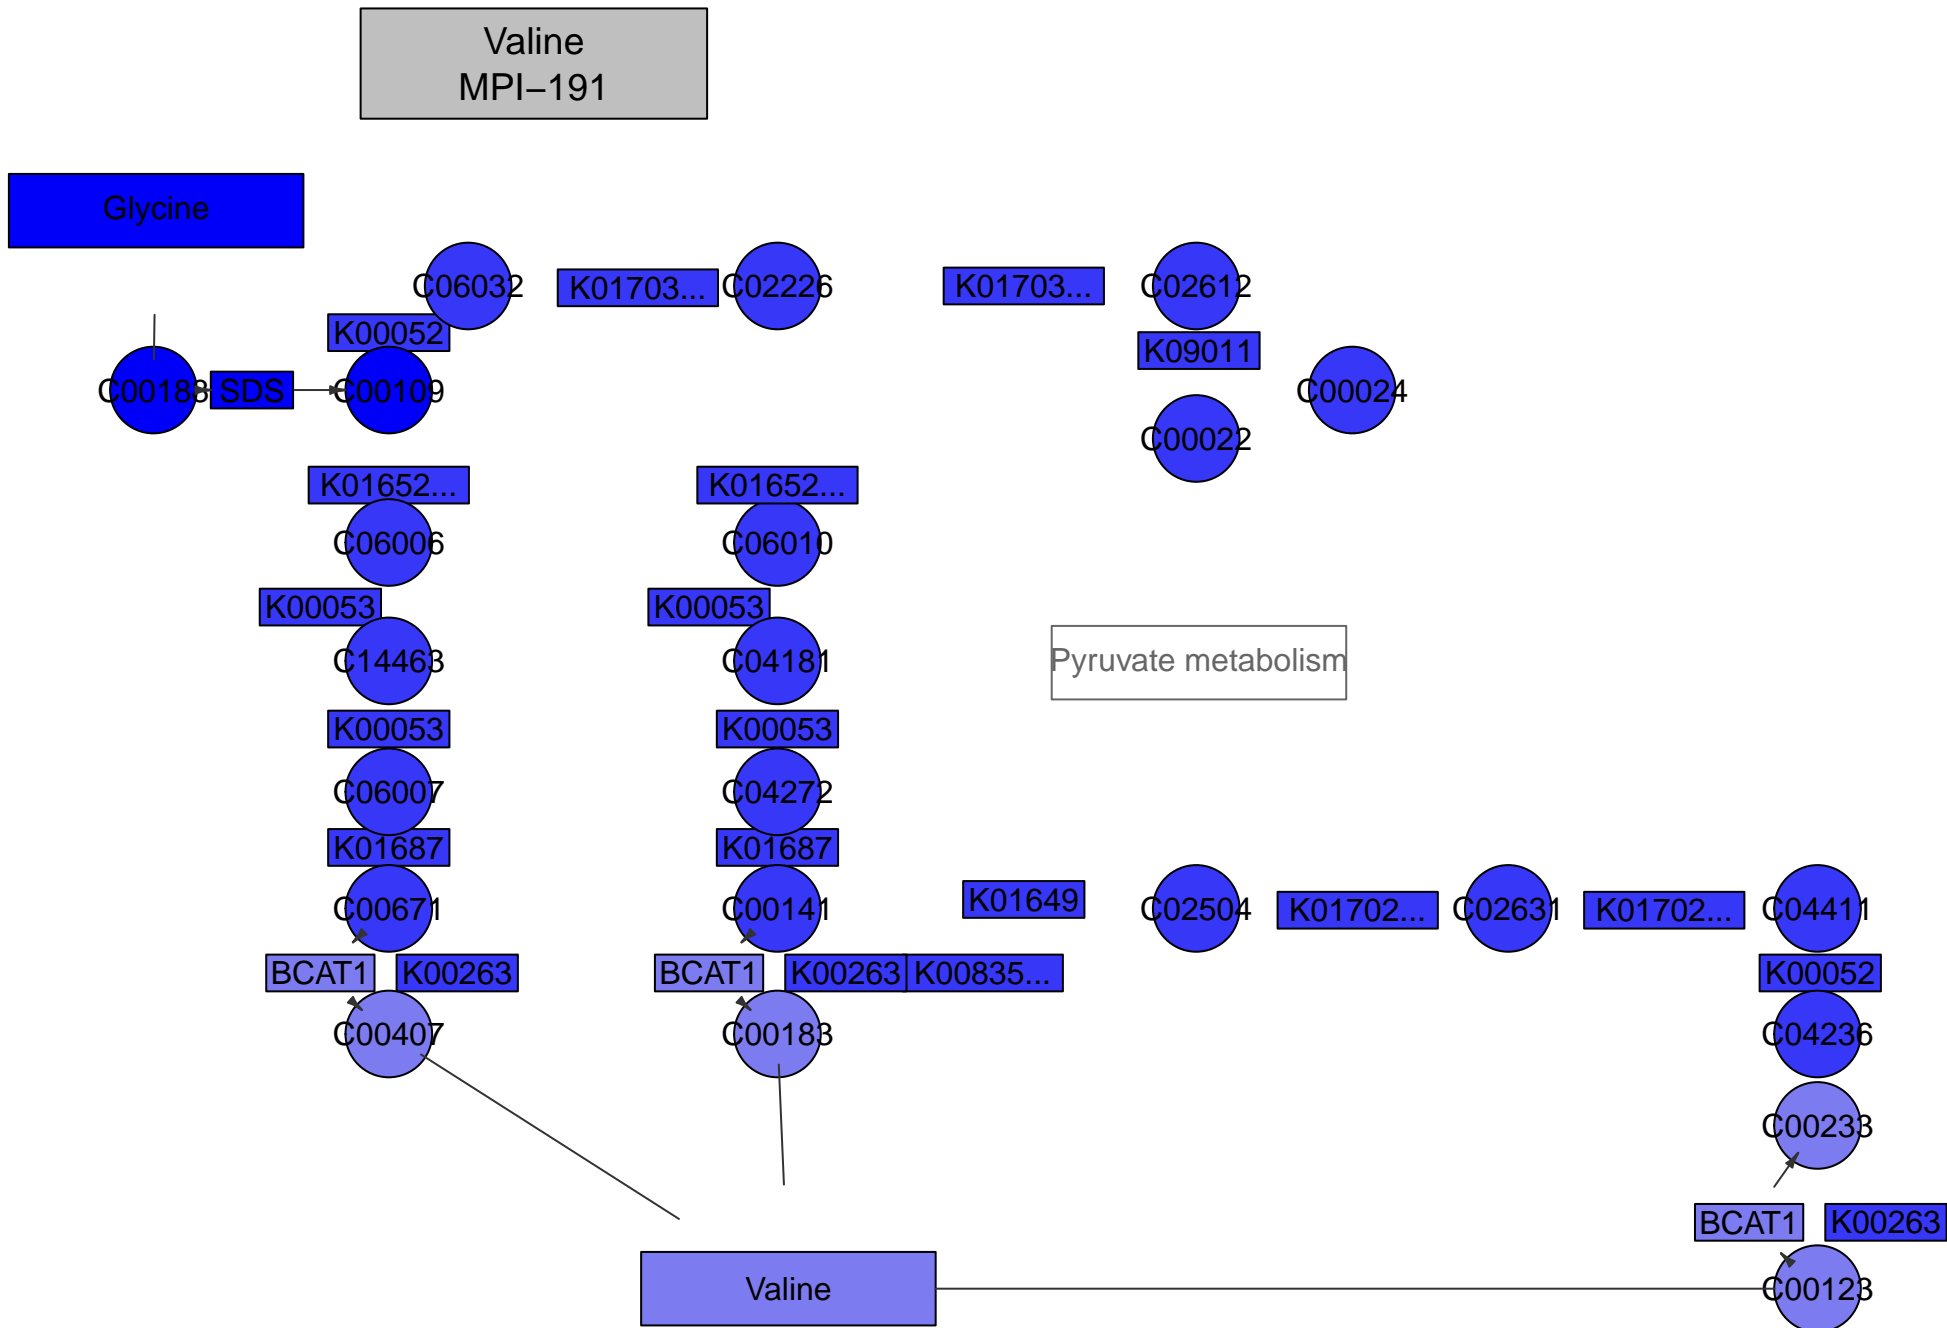 Valine
MPI−191
Glycine
C06032
K01703...
C02226
K01703...
C02612
K00052
K09011
C00188
SDS
C00109
C00024
C00022
K01652...
K01652...
C06006
C06010
K00053
K00053
C14463
C04181
Pyruvate metabolism
K00053
K00053
C06007
C04272
K01687
K01687
C00671
C00141
K01649
C02504
K01702...
C02631
K01702...
C04411
BCAT1
K00263
BCAT1
K00263
K00835...
K00052
C00407
C00183
C04236
C00233
BCAT1
K00263
Valine
C00123